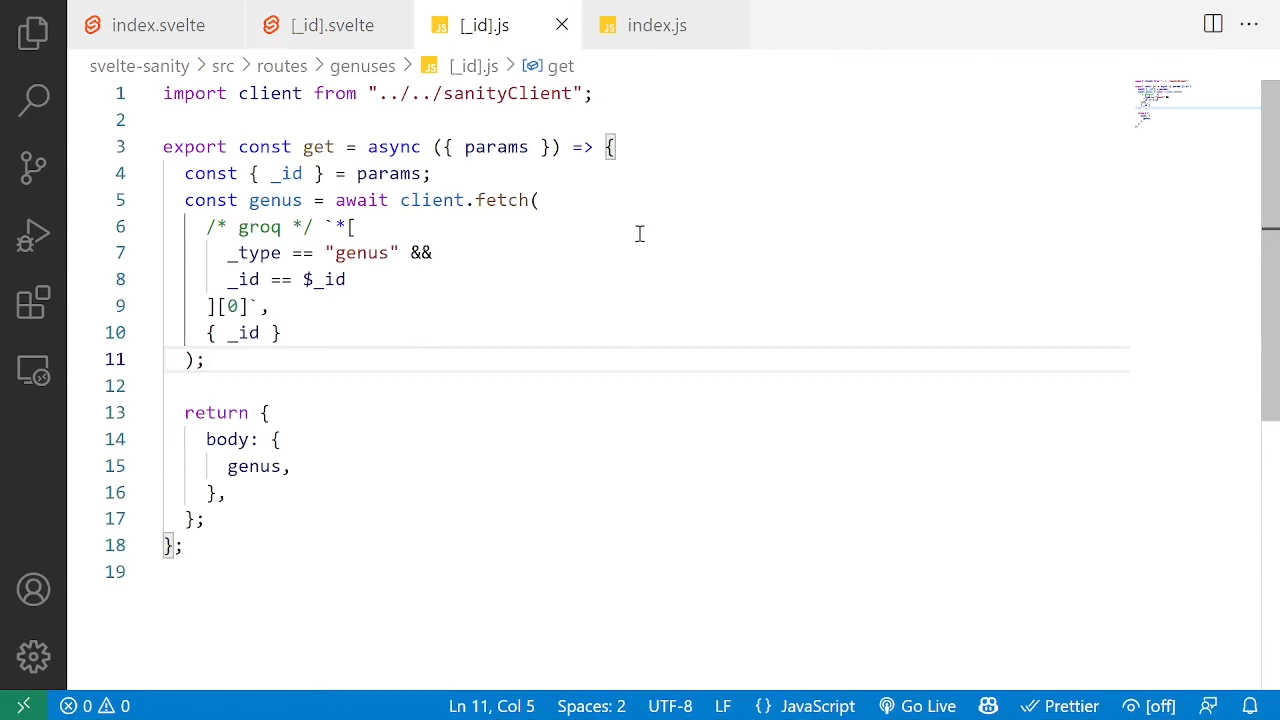 index.svelte [_id].svelte JS [_id].js JS index.js
svelte-sanity > src > routes > genuses > JS [_id].js > get
1 import client from "../../sanityClient";
2
3 export const get = async ({ params }) => {
4 const { _id } = params;
5 const genus = await client.fetch(
6 /* groq */ `*[
7 _type == "genus" &&
8 _id == $_id
9 ][0]`,
10 { _id }
11 );
12
13 return {
14 body: {
15 genus,
16 },
17 };
18 };
19
0 0 Ln 11, Col 5 Spaces: 2 UTF-8 LF {} JavaScript Go Live Prettier [off]